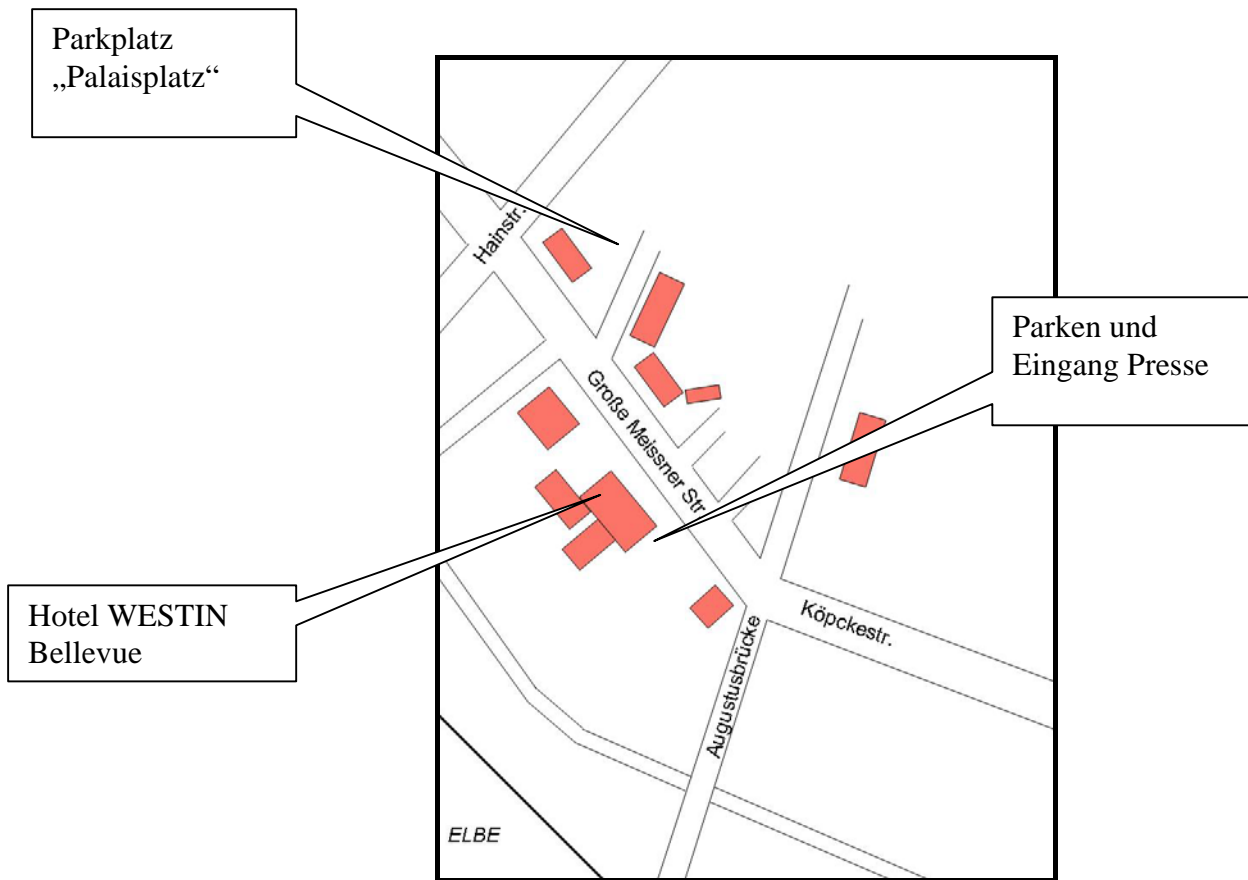 Parkplatz
„Palaisplatz“
Hainstr.
Parken und
Eingang Presse
Große Meissner Str
Hotel WESTIN
Bellevue
Köpckestr.
Augustusbrücke
ELBE